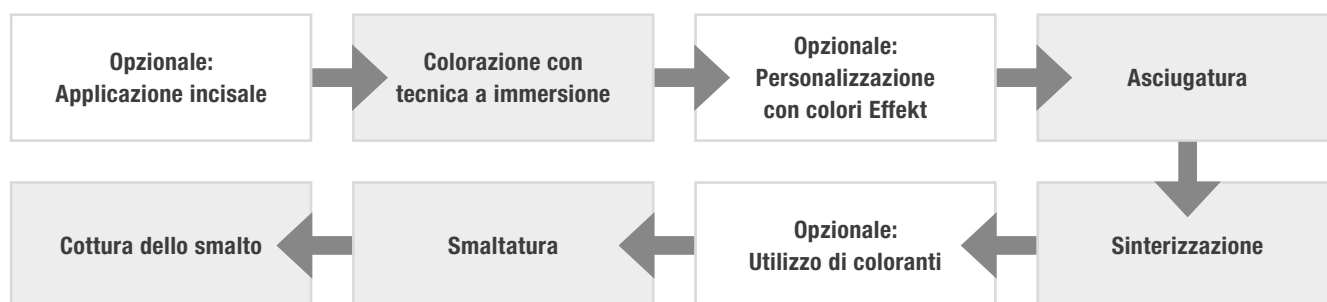 Opzionale:
Applicazione incisale
Colorazione con
tecnica a immersione
Opzionale:
Personalizzazione
con colori Effekt
Asciugatura
Sinterizzazione
Opzionale:
Utilizzo di coloranti
Smaltatura
Cottura dello smalto